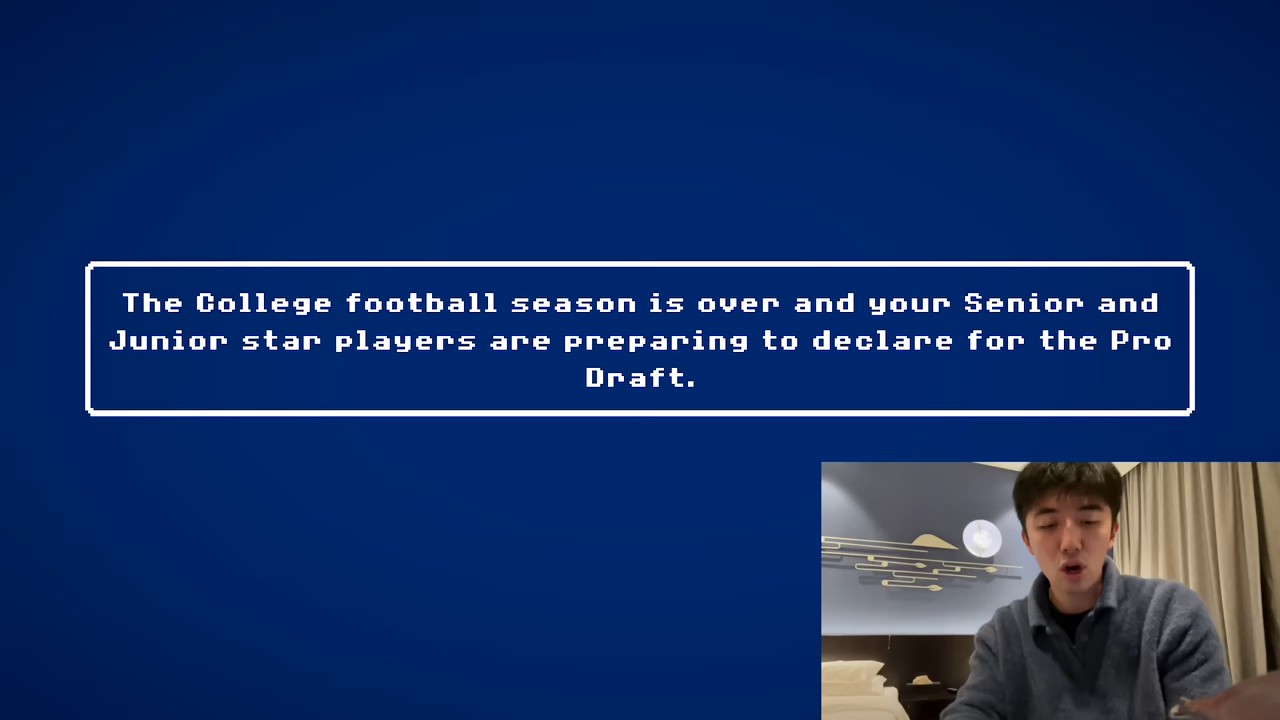 The College football season is over and your Senior and
Junior star players are preparing to declare for the Pro
Draft.